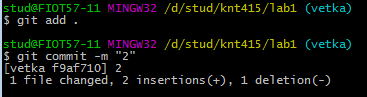 stud@FIOT57-11 MINGW32 /d/stud/knt415/lab1 (vetka)
$ git add .
stud@FIOT57-11 MINGW32 /d/stud/knt415/lab1 (vetka)
$ git commit -m "2"
[vetka f9af710] 2
 1 file changed, 2 insertions(+), 1 deletion(-)